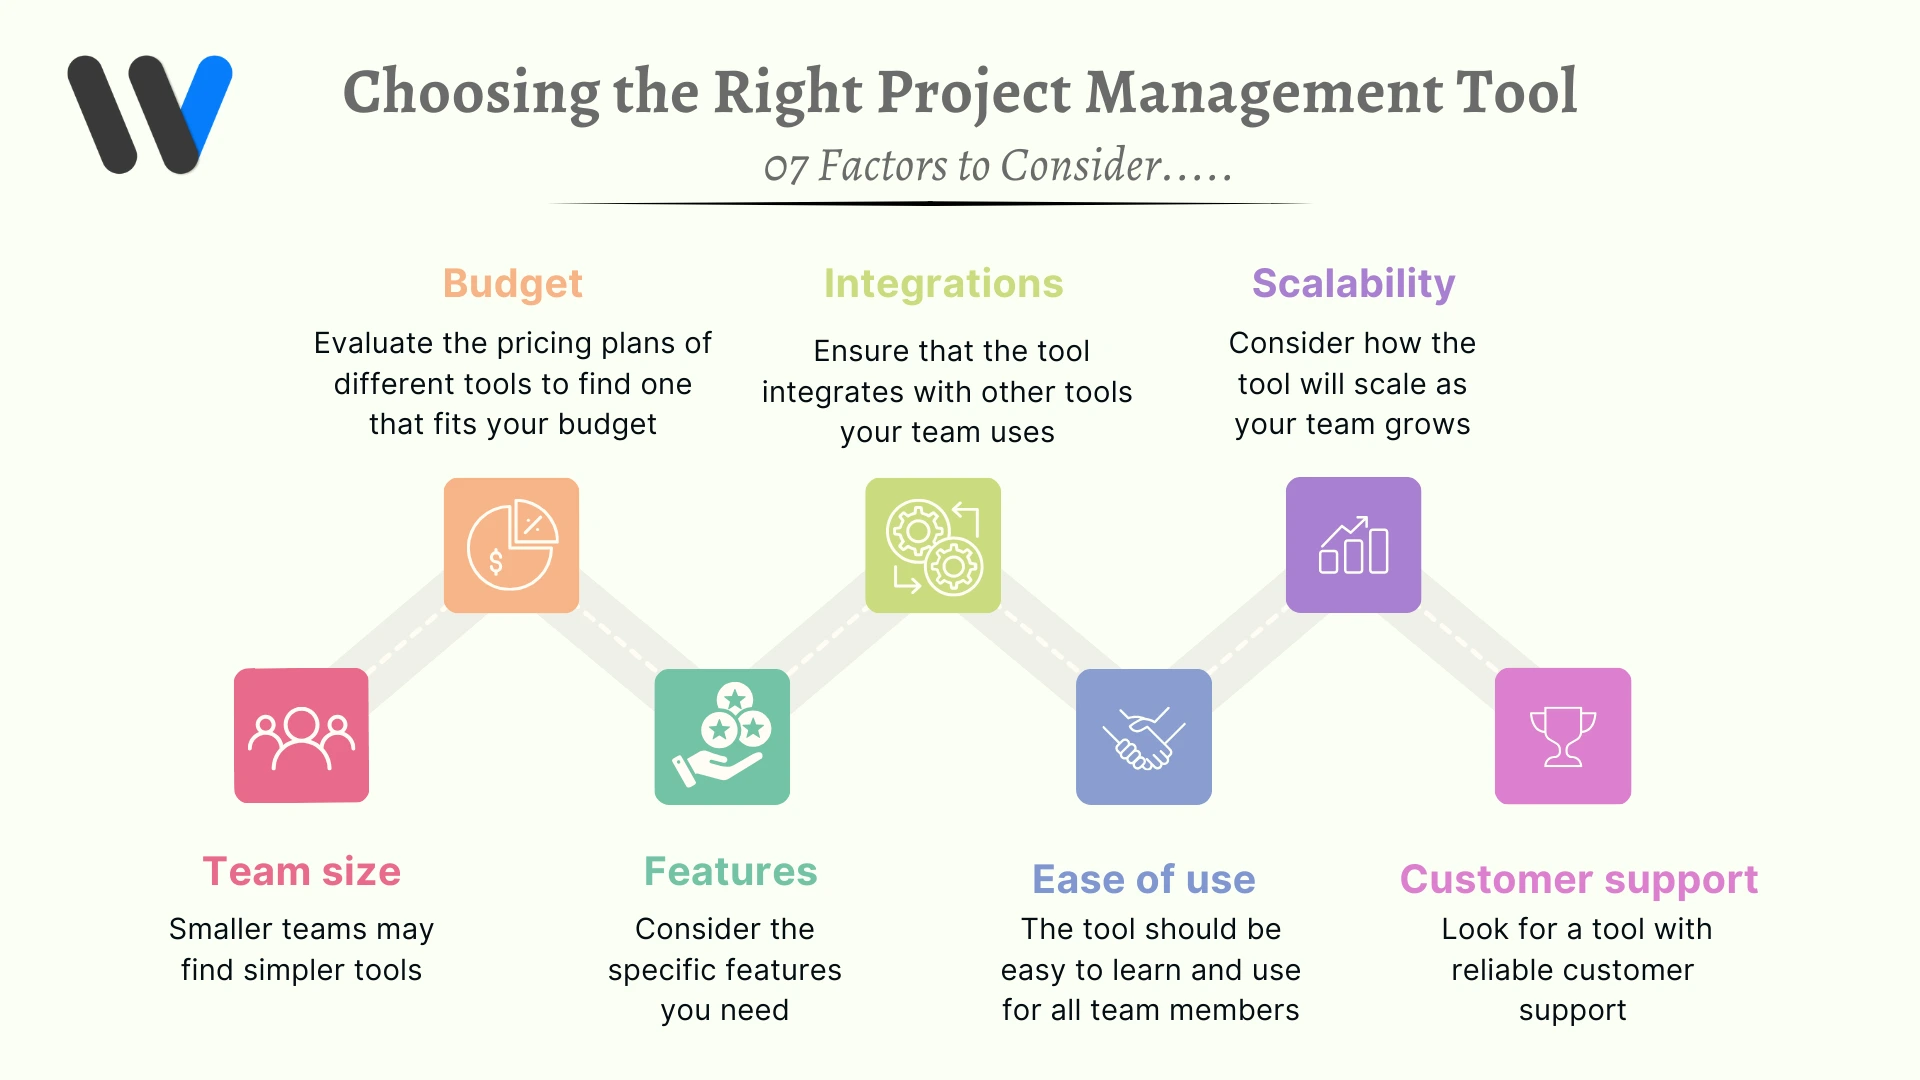 Choosing the Right Project Management Tool
07 Factors to Consider.....
Budget
Evaluate the pricing plans of
different tools to find one
that fits your budget
Integrations
Ensure that the tool
integrates with other tools
your team uses
Scalability
Consider how the
tool will scale as
your team grows
%
$
Team size
Smaller teams may
find simpler tools
Features
Consider the
specific features
you need
Ease of use
The tool should be
easy to learn and use
for all team members
Customer support
Look for a tool with
reliable customer
support